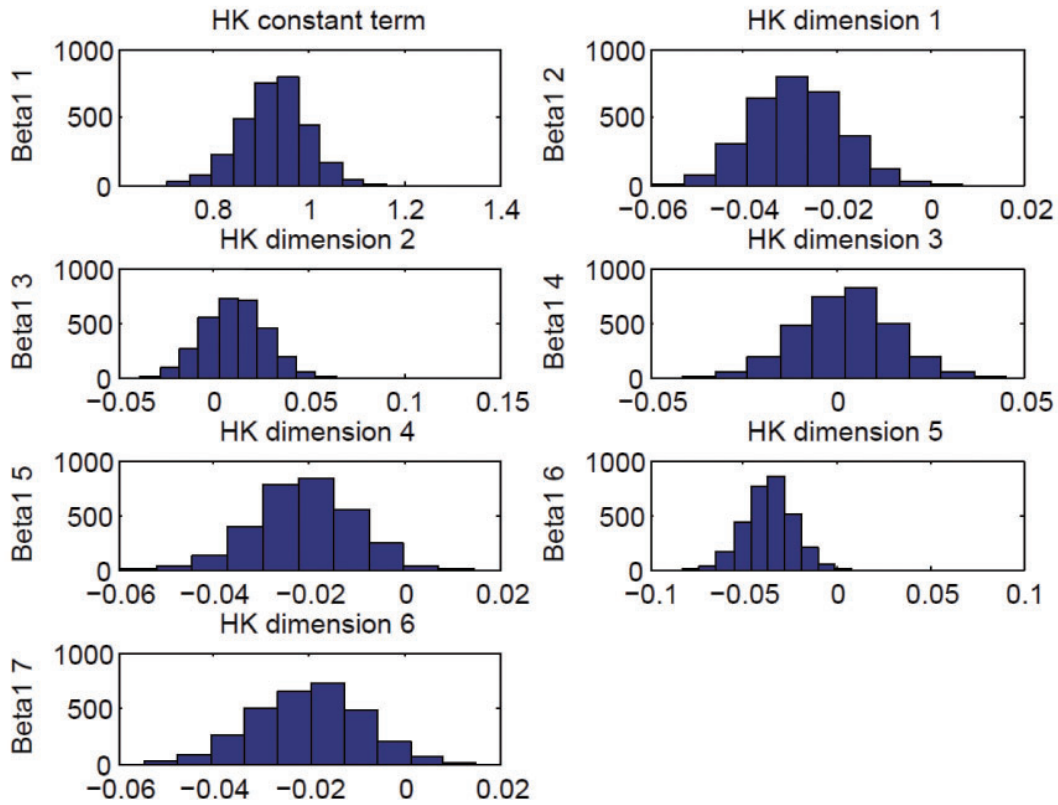 HK constant term
HK dimension 1
1000
500
0
Beta1 1
0.8 1 1.2 1.4
1000
500
0
Beta1 2
−0.06 −0.04 −0.02 0 0.02
HK dimension 2
HK dimension 3
1000
500
0
Beta1 3
−0.05 0 0.05 0.1 0.15
1000
500
0
Beta1 4
−0.05 0 0.05
HK dimension 4
HK dimension 5
1000
500
0
Beta1 5
−0.06 −0.04 −0.02 0 0.02
1000
500
0
Beta1 6
−0.1 −0.05 0 0.05 0.1
HK dimension 6
1000
500
0
Beta1 7
−0.06 −0.04 −0.02 0 0.02